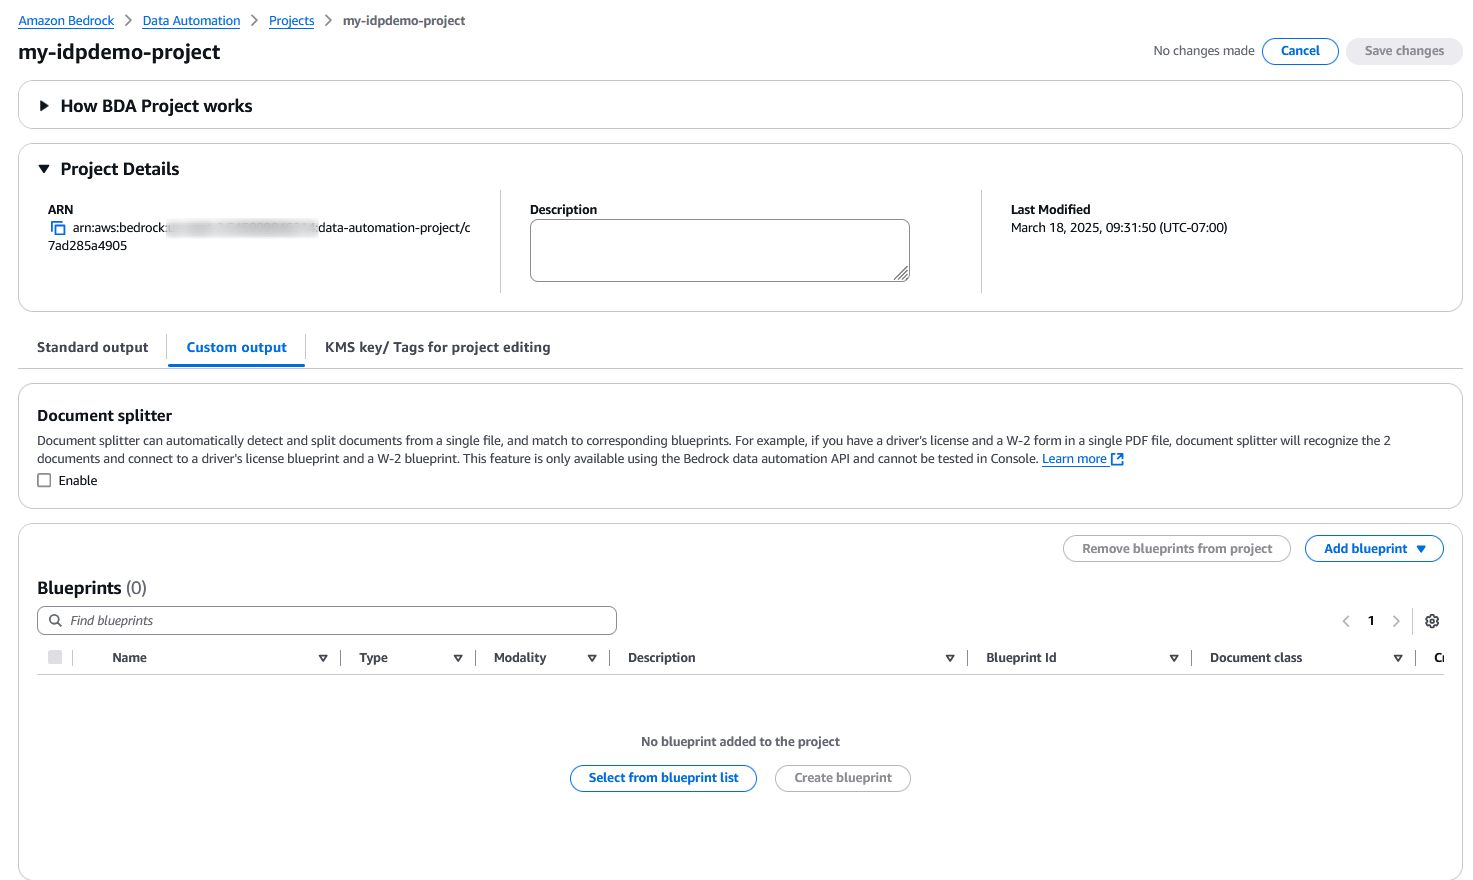 Amazon Bedrock > Data Automation > Projects > my-idpdemo-project
my-idpdemo-project
No changes made Cancel Save changes
How BDA Project works
Project Details
ARN
arn:aws:bedrock: :data-automation-project/c
7ad285a4905
Description
Last Modified
March 18, 2025, 09:31:50 (UTC-07:00)
Standard output Custom output KMS key/ Tags for project editing
Document splitter
Document splitter can automatically detect and split documents from a single file, and match to corresponding blueprints. For example, if you have a driver's license and a W-2 form in a single PDF file, document splitter will recognize the 2
documents and connect to a driver's license blueprint and a W-2 blueprint. This feature is only available using the Bedrock data automation API and cannot be tested in Console. Learn more
Enable
Remove blueprints from project Add blueprint
Blueprints (0)
Find blueprints
1
Name Type Modality Description Blueprint Id Document class
No blueprint added to the project
Select from blueprint list Create blueprint